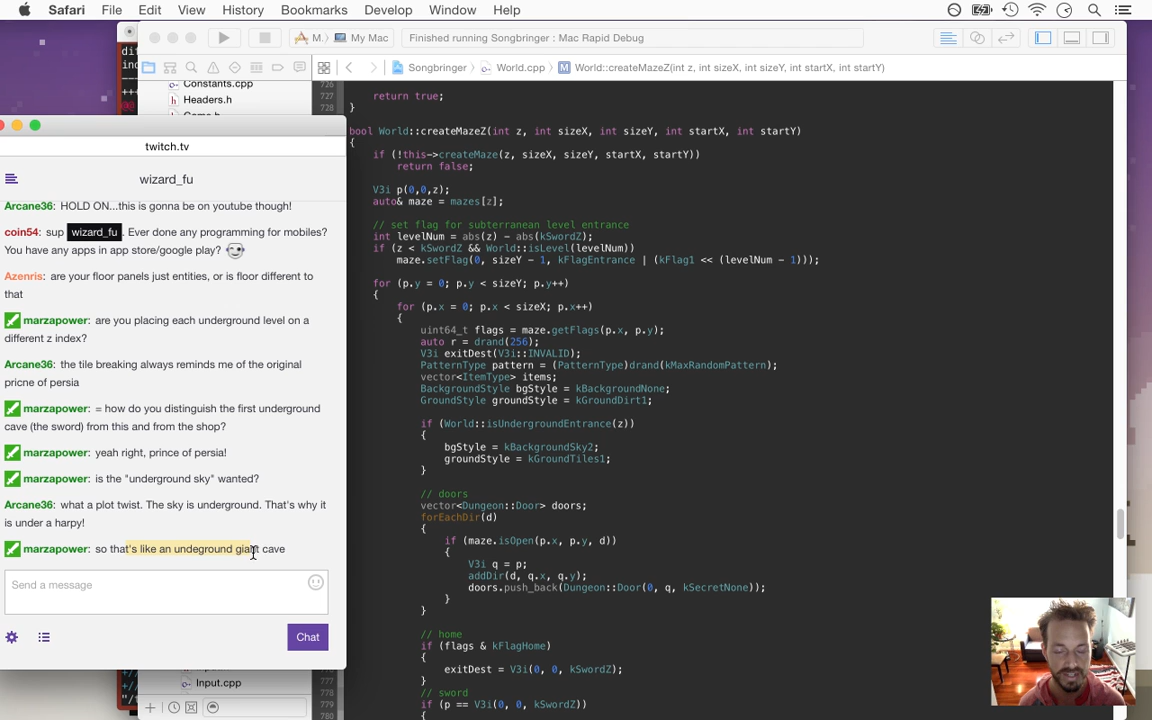 Safari File Edit View History Bookmarks Develop Window Help
M. My Mac Finished running Songbringer : Mac Rapid Debug
Songbringer World.cpp M World::createMazeZ(int z, int sizeX, int sizeY, int startX, int startY)
Constants.cpp
Headers.h
twitch.tv
wizard_fu
Arcane36: HOLD ON...this is gonna be on youtube though!
coin54: sup wizard_fu . Ever done any programming for mobiles?
You have any apps in app store/google play?
Azenris: are your floor panels just entities, or is floor different to
that
marzapower: are you placing each underground level on a
different z index?
Arcane36: the tile breaking always reminds me of the original
pricne of persia
marzapower: = how do you distinguish the first underground
cave (the sword) from this and from the shop?
marzapower: yeah right, prince of persia!
marzapower: is the "underground sky" wanted?
Arcane36: what a plot twist. The sky is underground. That's why it
is under a harpy!
marzapower: so that's like an undeground giant cave
Send a message
Chat
Input.cpp
726
727 return true;
728 }
bool World::createMazeZ(int z, int sizeX, int sizeY, int startX, int startY)
{
if (!this->createMaze(z, sizeX, sizeY, startX, startY))
return false;
V3i p(0,0,z);
auto& maze = mazes[z];
// set flag for subterranean level entrance
int levelNum = abs(z) - abs(kSwordZ);
if (z < kSwordZ && World::isLevel(levelNum))
maze.setFlag(0, sizeY - 1, kFlagEntrance | (kFlag1 << (levelNum - 1)));
for (p.y = 0; p.y < sizeY; p.y++)
{
for (p.x = 0; p.x < sizeX; p.x++)
{
uint64_t flags = maze.getFlags(p.x, p.y);
auto r = drand(256);
V3i exitDest(V3i::INVALID);
PatternType pattern = (PatternType)drand(kMaxRandomPattern);
vector<ItemType> items;
BackgroundStyle bgStyle = kBackgroundNone;
GroundStyle groundStyle = kGroundDirt1;
if (World::isUndergroundEntrance(z))
{
bgStyle = kBackgroundSky2;
groundStyle = kGroundTiles1;
}
// doors
vector<Dungeon::Door> doors;
forEachDir(d)
{
if (maze.isOpen(p.x, p.y, d))
{
V3i q = p;
addDir(d, q.x, q.y);
doors.push_back(Dungeon::Door(0, q, kSecretNone));
}
}
// home
if (flags & kFlagHome)
{
exitDest = V3i(0, 0, kSwordZ);
777 }
778 // sword
779 if (p == V3i(0, 0, kSwordZ))
780 {